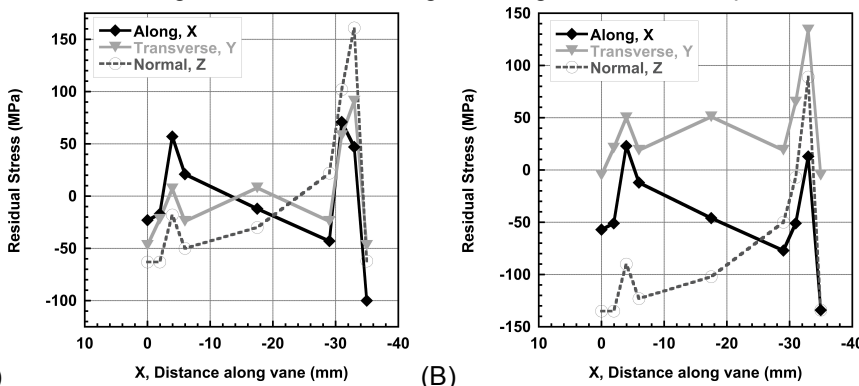 Along, X
Transverse, Y
Normal, Z
Residual Stress (MPa)
150
100
50
0
-50
-100
10 0 -10 -20 -30 -40
X, Distance along vane (mm)
(B)
Along, X
Transverse, Y
Normal, Z
Residual Stress (MPa)
150
100
50
0
-50
-100
-150
10 0 -10 -20 -30 -40
X, Distance along vane (mm)